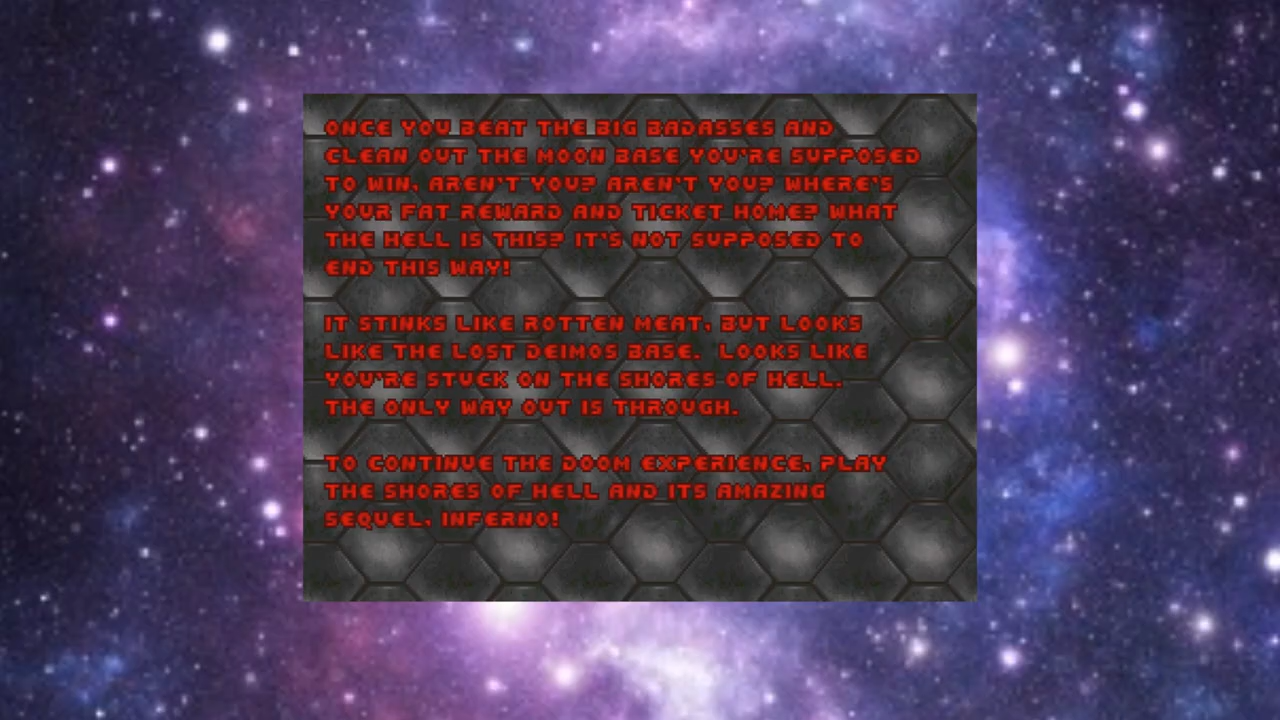 ONCE YOU BEAT THE BIG BADASSES AND
CLEAN OUT THE MOON BASE YOU'RE SUPPOSED
TO WIN, AREN'T YOU? AREN'T YOU? WHERE'S
YOUR FAT REWARD AND TICKET HOME? WHAT
THE HELL IS THIS? IT'S NOT SUPPOSED TO
END THIS WAY!
IT STINKS LIKE ROTTEN MEAT, BUT LOOKS
LIKE THE LOST DEIMOS BASE.  LOOKS LIKE
YOU'RE STUCK ON THE SHORES OF HELL.
THE ONLY WAY OUT IS THROUGH.
TO CONTINUE THE DOOM EXPERIENCE, PLAY
THE SHORES OF HELL AND ITS AMAZING
SEQUEL, INFERNO!